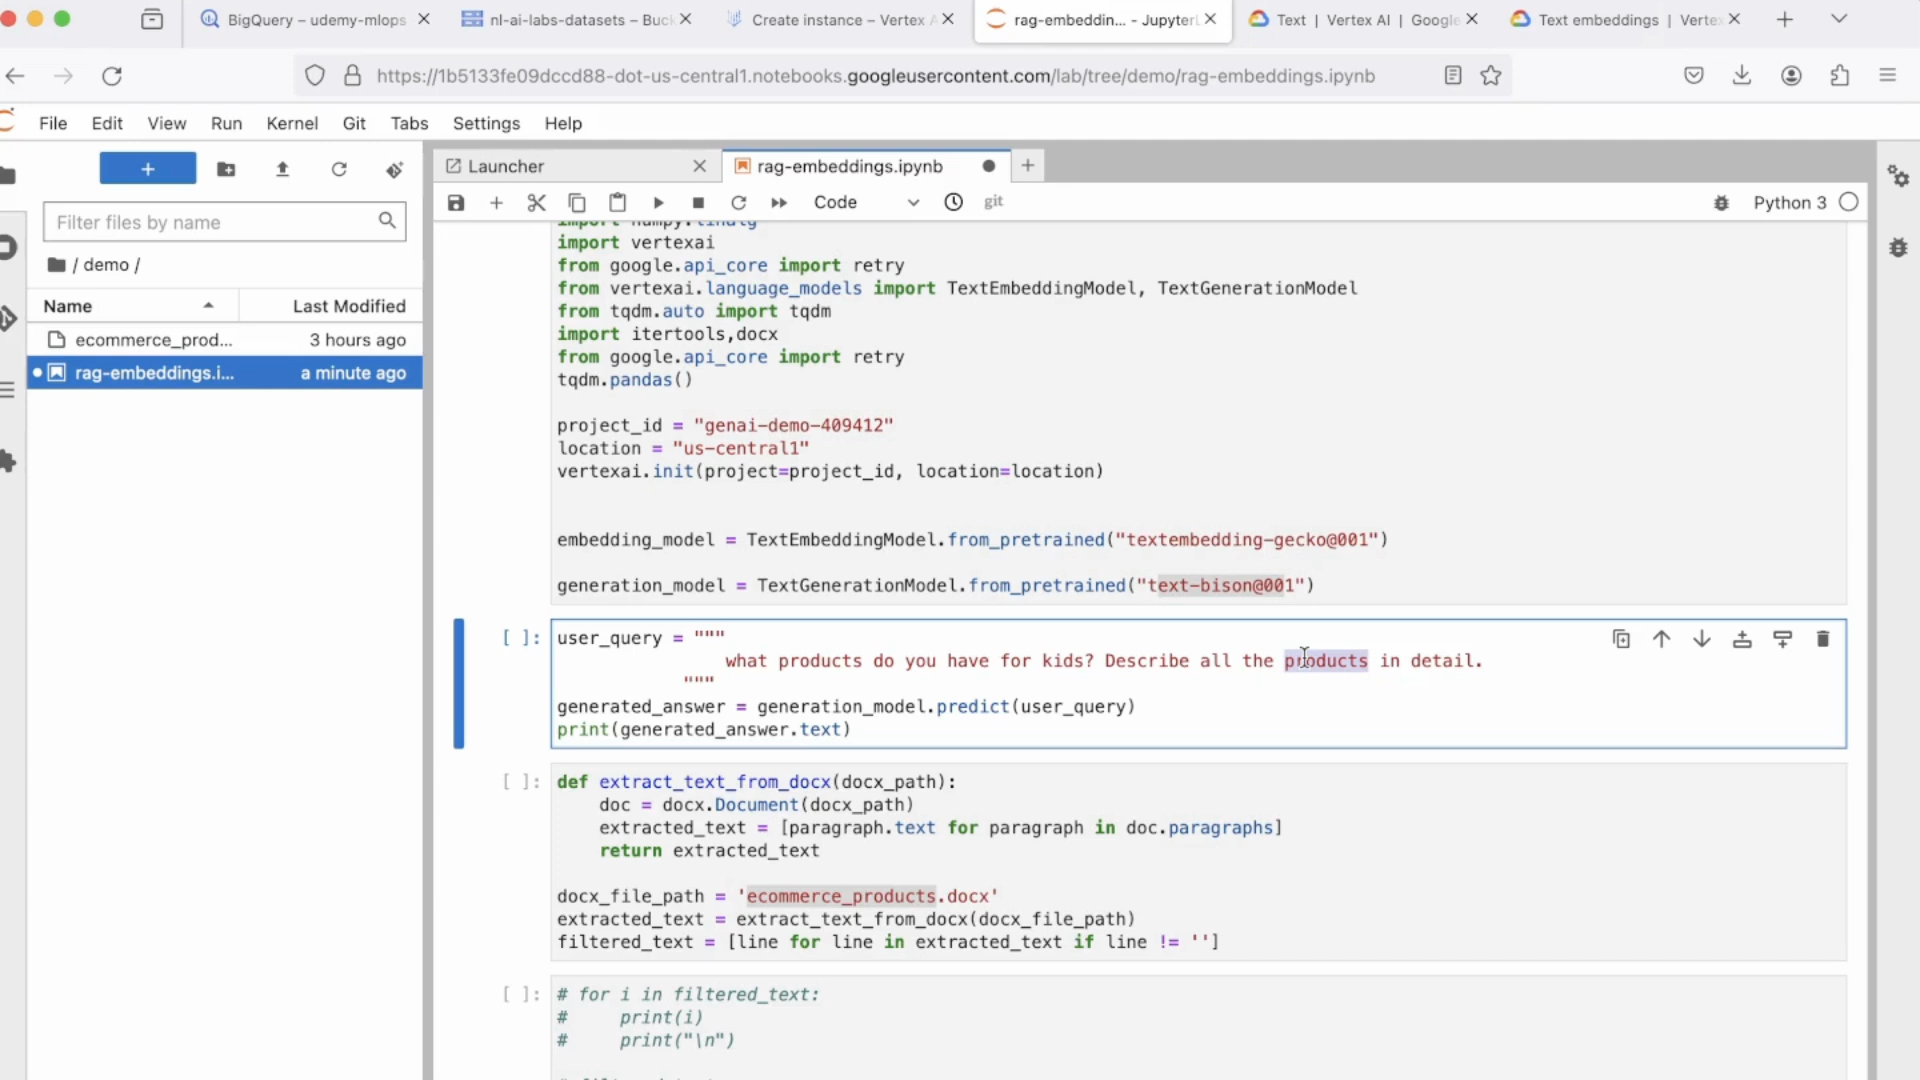 BigQuery – udemy-mlops
nl-ai-labs-datasets – Buck
Create instance – Vertex A
rag-embeddin... - Jupyter
Text | Vertex AI | Google
Text embeddings | Vertex
https://1b5133fe09dccd88-dot-us-central1.notebooks.googleusercontent.com/lab/tree/demo/rag-embeddings.ipynb
File Edit View Run Kernel Git Tabs Settings Help
Launcher
rag-embeddings.ipynb
Code
git
Python 3
Filter files by name
/ demo /
Name Last Modified
ecommerce_prod... 3 hours ago
rag-embeddings.i... a minute ago
import numpy.linalg
import vertexai
from google.api_core import retry
from vertexai.language_models import TextEmbeddingModel, TextGenerationModel
from tqdm.auto import tqdm
import itertools,docx
from google.api_core import retry
tqdm.pandas()
project_id = "genai-demo-409412"
location = "us-central1"
vertexai.init(project=project_id, location=location)
embedding_model = TextEmbeddingModel.from_pretrained("textembedding-gecko@001")
generation_model = TextGenerationModel.from_pretrained("text-bison@001")
[ ]: user_query = """
what products do you have for kids? Describe all the products in detail.
"""
generated_answer = generation_model.predict(user_query)
print(generated_answer.text)
[ ]: def extract_text_from_docx(docx_path):
doc = docx.Document(docx_path)
extracted_text = [paragraph.text for paragraph in doc.paragraphs]
return extracted_text
docx_file_path = 'ecommerce_products.docx'
extracted_text = extract_text_from_docx(docx_file_path)
filtered_text = [line for line in extracted_text if line != '']
[ ]: # for i in filtered_text:
# print(i)
# print("\n")